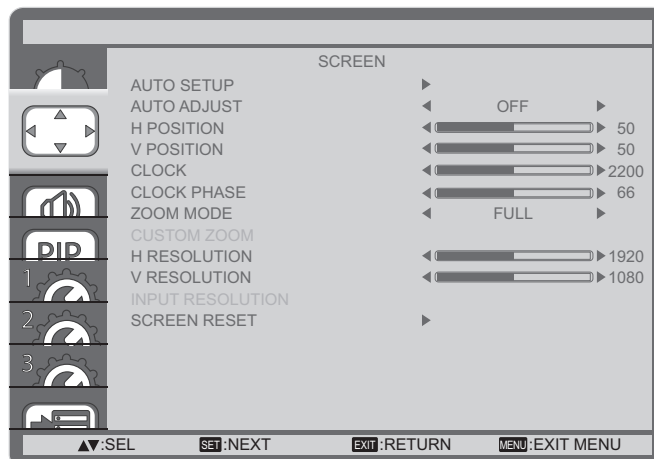 SCREEN
AUTO SETUP
AUTO ADJUST OFF
H POSITION 50
V POSITION 50
CLOCK 2200
CLOCK PHASE 66
ZOOM MODE FULL
CUSTOM ZOOM
H RESOLUTION 1920
V RESOLUTION 1080
INPUT RESOLUTION
SCREEN RESET
PIP
1
2
3
▲▼:SEL SET:NEXT EXIT:RETURN MENU:EXIT MENU